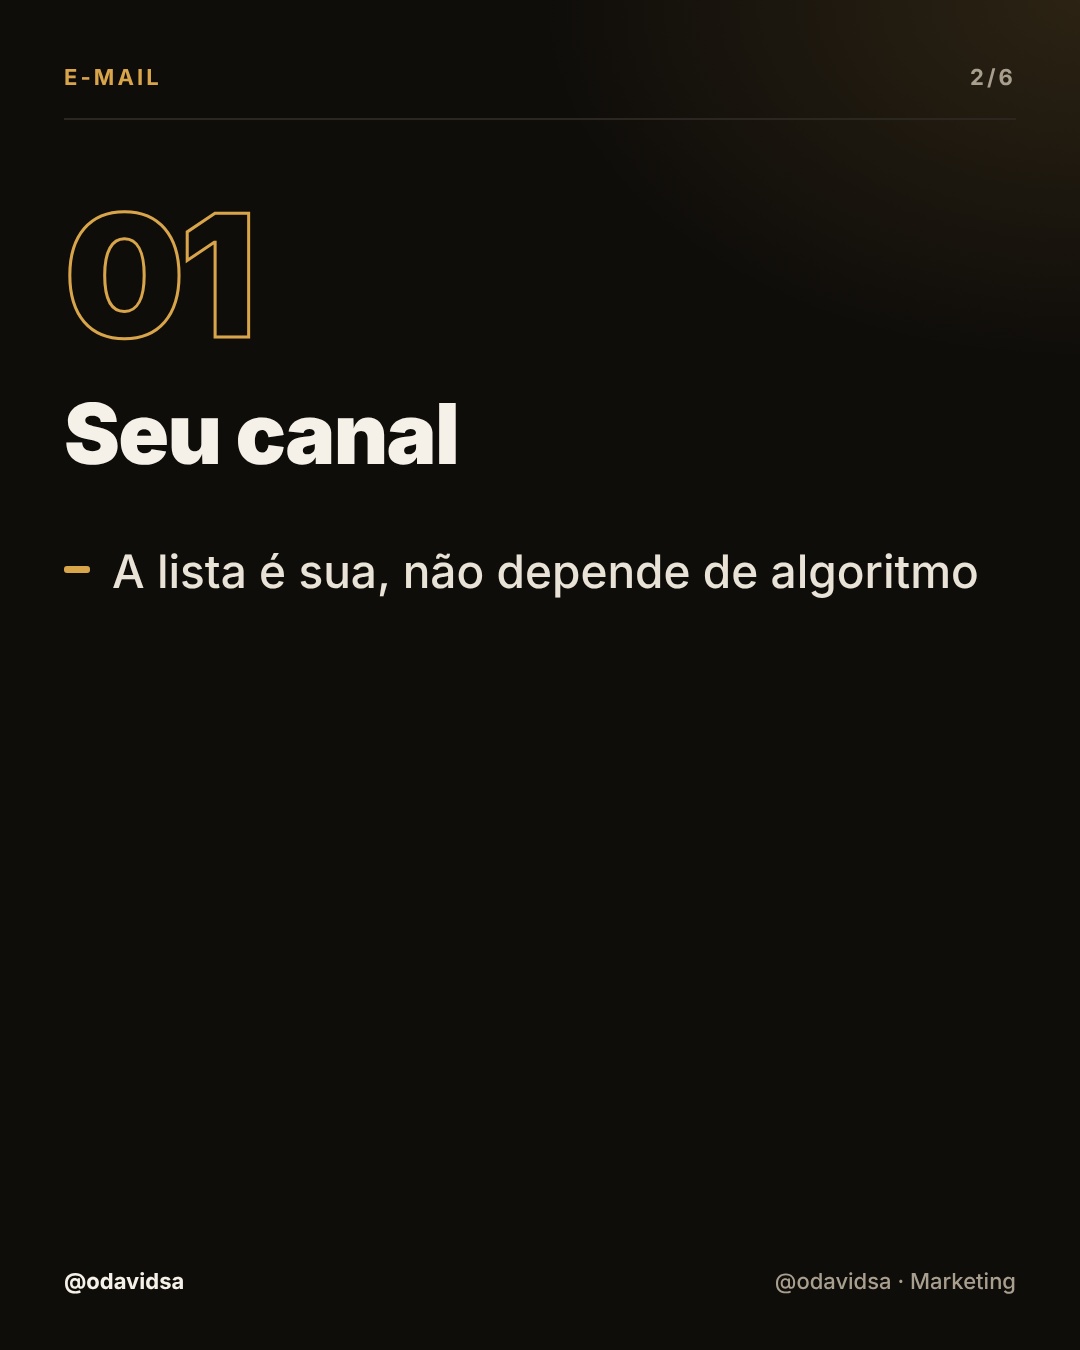 E-MAIL
2/6
01
Seu canal
A lista é sua, não depende de algoritmo
@odavidsa
@odavidsa · Marketing